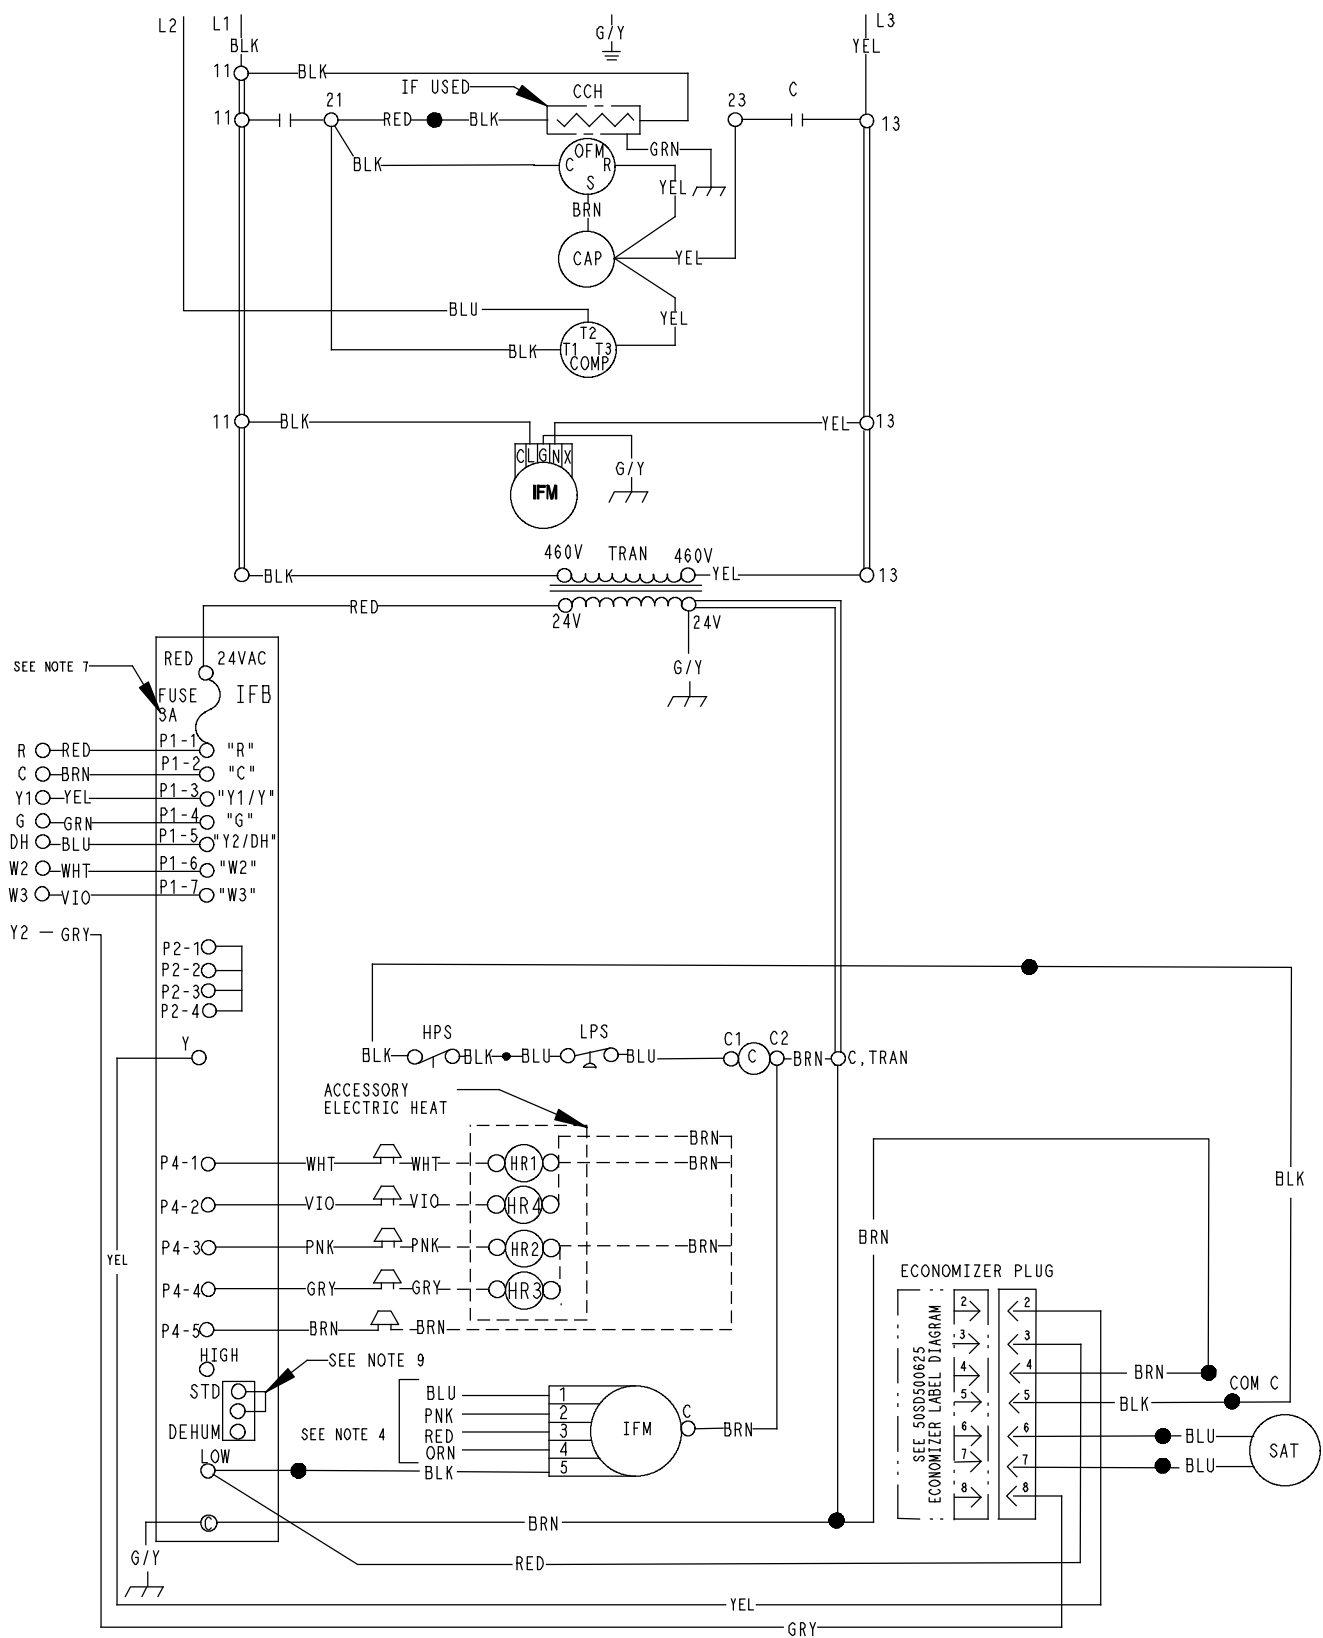 L2
L1
BLK
G/Y
L3
YEL
11
BLK
IF USED
CCH
C
11
21
RED
BLK
23
13
GRN
OFM
C R
S
BLK
YEL
BRN
CAP
YEL
BLU
YEL
T2
T1 T3
COMP
BLK
11
BLK
YEL
13
C L G N X
G/Y
IFM
460V TRAN 460V
BLK
YEL
13
RED
24V
24V
G/Y
RED 24VAC
SEE NOTE 7
FUSE IFB
3A
R RED P1-1 "R"
C BRN P1-2 "C"
Y1 YEL P1-3 "Y1/Y"
G GRN P1-4 "G"
DH BLU P1-5 "Y2/DH"
W2 WHT P1-6 "W2"
W3 VIO P1-7 "W3"
Y2 GRY
P2-1
P2-2
P2-3
P2-4
Y
HPS
LPS
C1 C2
BLK
BLK
BLU
BLU
C
BRN
C,TRAN
ACCESSORY
ELECTRIC HEAT
BRN
P4-1 WHT WHT HR1 BRN
P4-2 VIO VIO HR4
P4-3 PNK PNK HR2 BRN
P4-4 GRY GRY HR3
P4-5 BRN BRN
YEL
BLK
BRN
ECONOMIZER PLUG
SEE 50SD500625
ECONOMIZER LABEL DIAGRAM
2 2
3 3
4 4 BRN
5 5 BLK COM C
6 6 BLU
7 7 BLU
8 8
SAT
HIGH
STD
SEE NOTE 9
DEHUM
LOW
SEE NOTE 4
BLU 1
PNK 2
RED 3
ORN 4
BLK 5
IFM
C
BRN
C
BRN
G/Y
RED
YEL
GRY